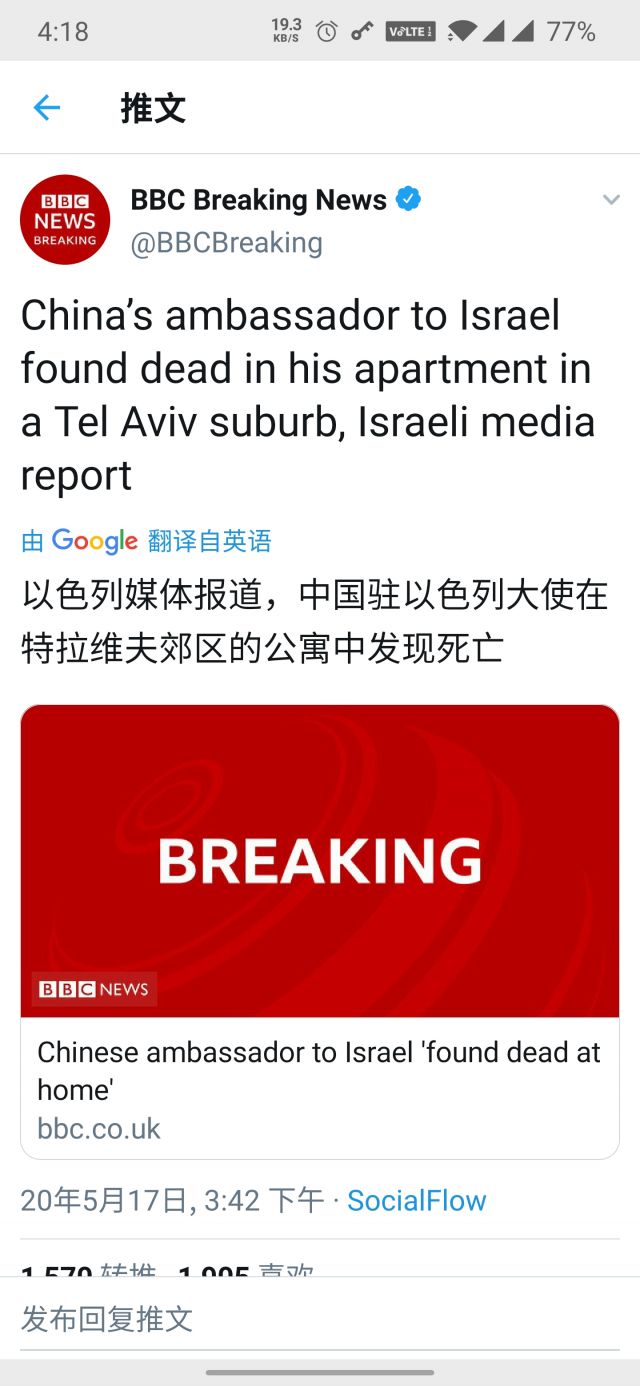 4:18
19.3
KB/S
VoLTE 1
77%
推文
BBC
NEWS
BREAKING
BBC Breaking News
@BBCBreaking
China’s ambassador to Israel
found dead in his apartment in
a Tel Aviv suburb, Israeli media
report
由 Google 翻译自英语
以色列媒体报道，中国驻以色列大使在
特拉维夫郊区的公寓中发现死亡
BREAKING
BBC NEWS
Chinese ambassador to Israel 'found dead at
home'
bbc.co.uk
20年5月17日, 3:42 下午 · SocialFlow
1,570 转推 1,905 喜欢
发布回复推文